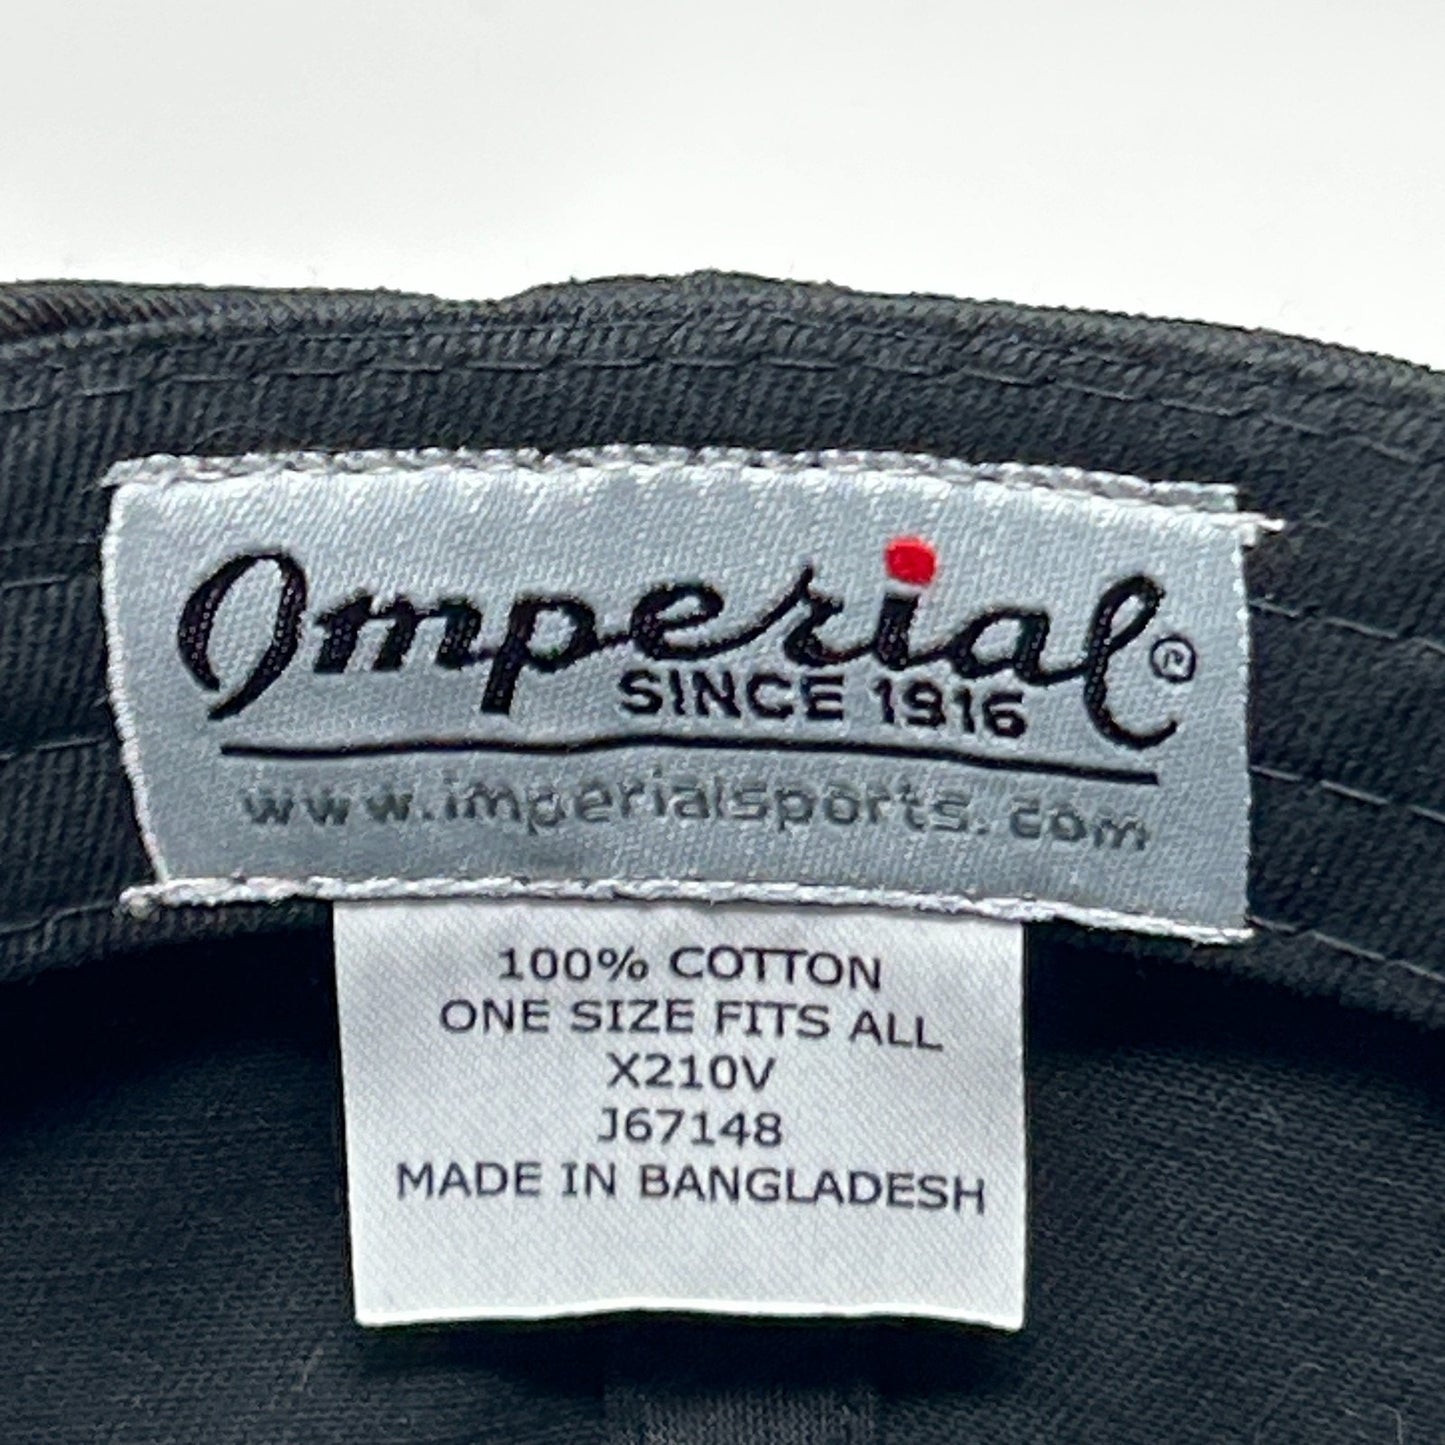 Imperial®
SINCE 1916
www.imperialsports.com
100% COTTON
ONE SIZE FITS ALL
X210V
J67148
MADE IN BANGLADESH